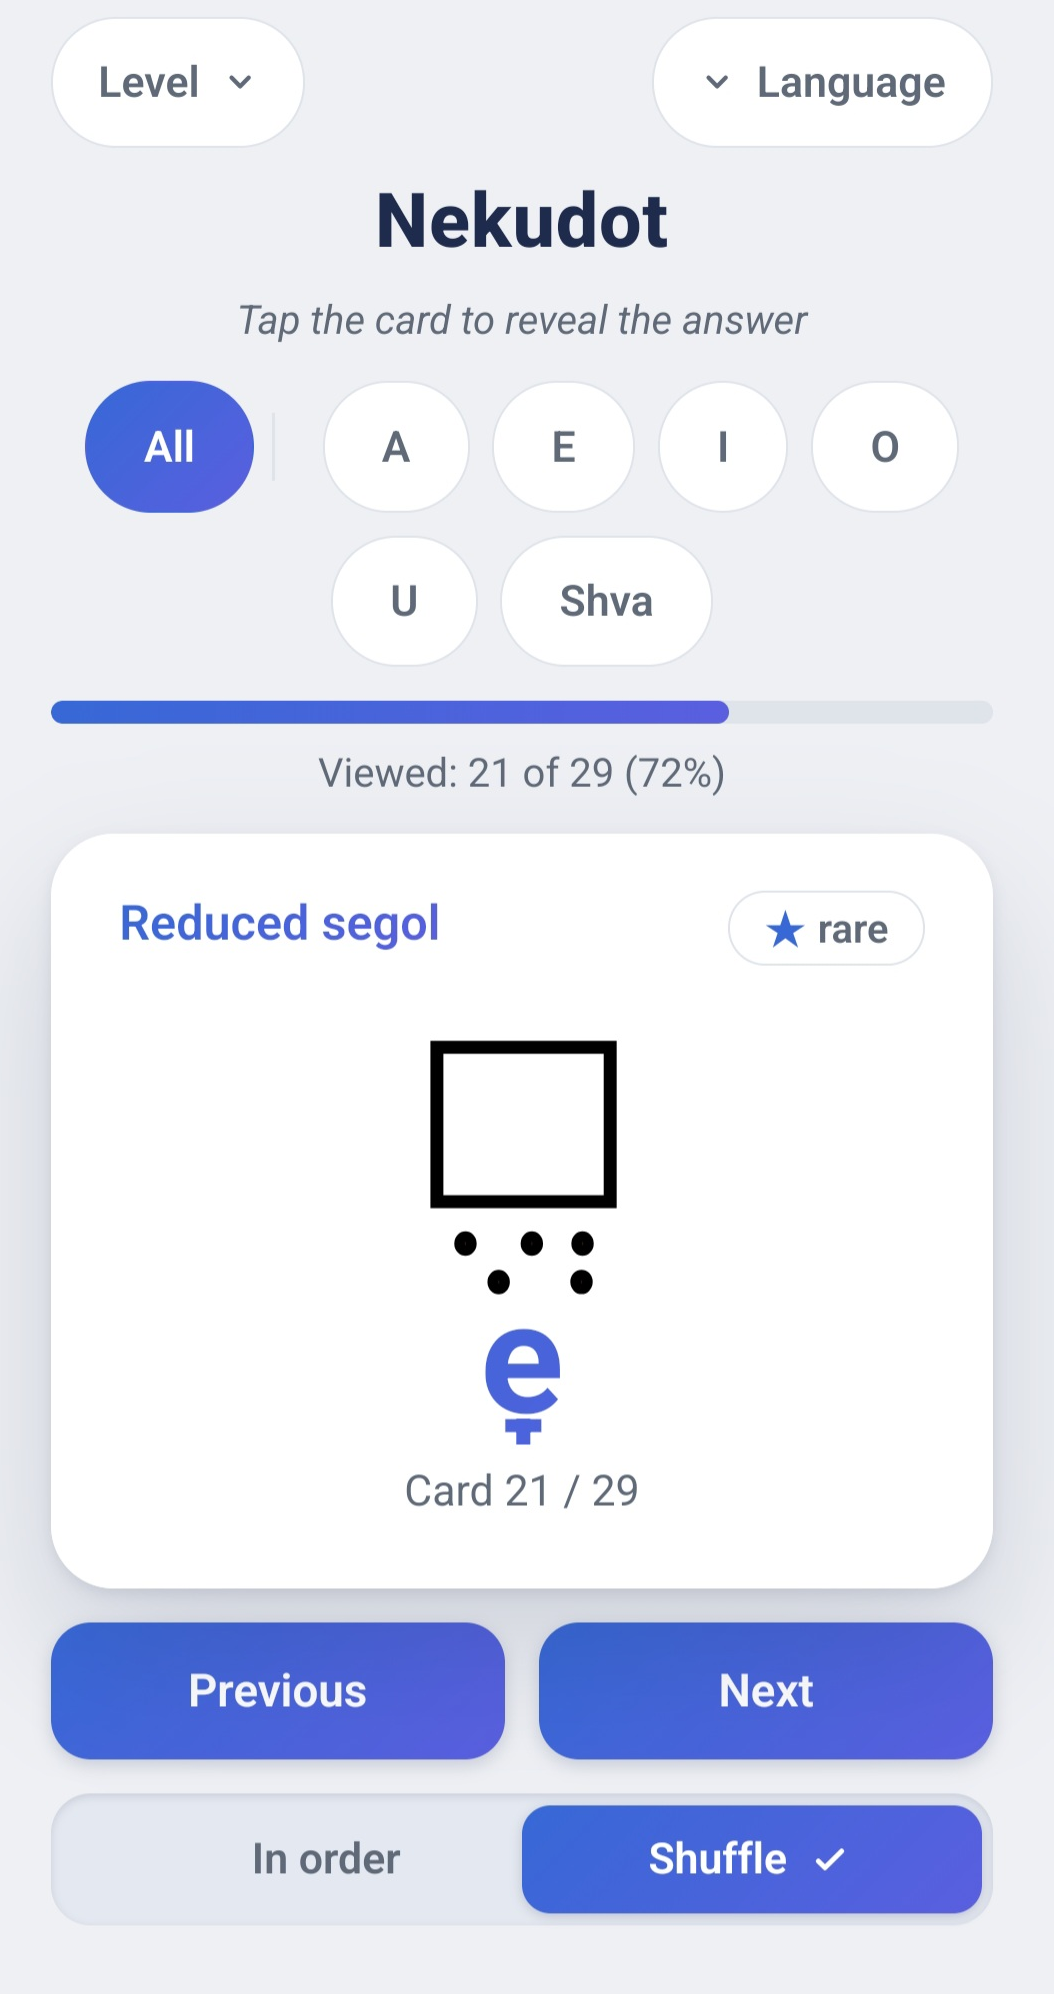 Level
Language
Nekudot
Tap the card to reveal the answer
All
A
E
I
O
U
Shva
Viewed: 21 of 29 (72%)
Reduced segol
★ rare
□ֱ
e̞
Card 21 / 29
Previous
Next
In order
Shuffle ✓